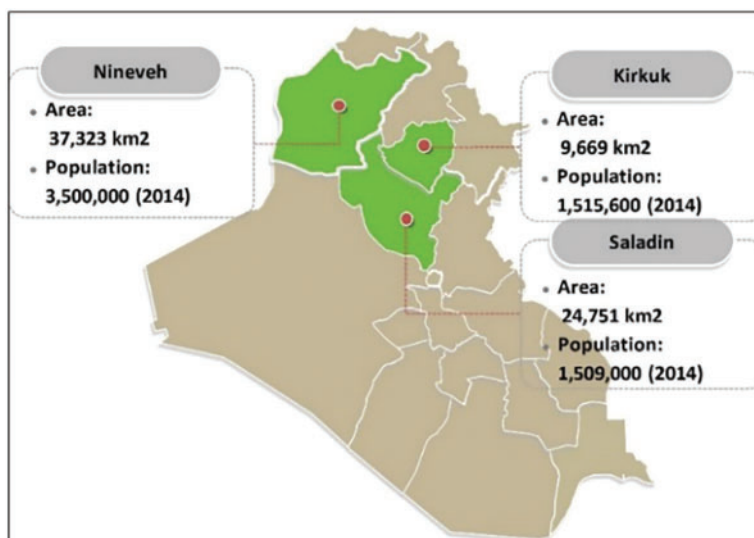 Nineveh
• Area:
37,323 km2
• Population:
3,500,000 (2014)
Kirkuk
• Area:
9,669 km2
• Population:
1,515,600 (2014)
Saladin
• Area:
24,751 km2
• Population:
1,509,000 (2014)